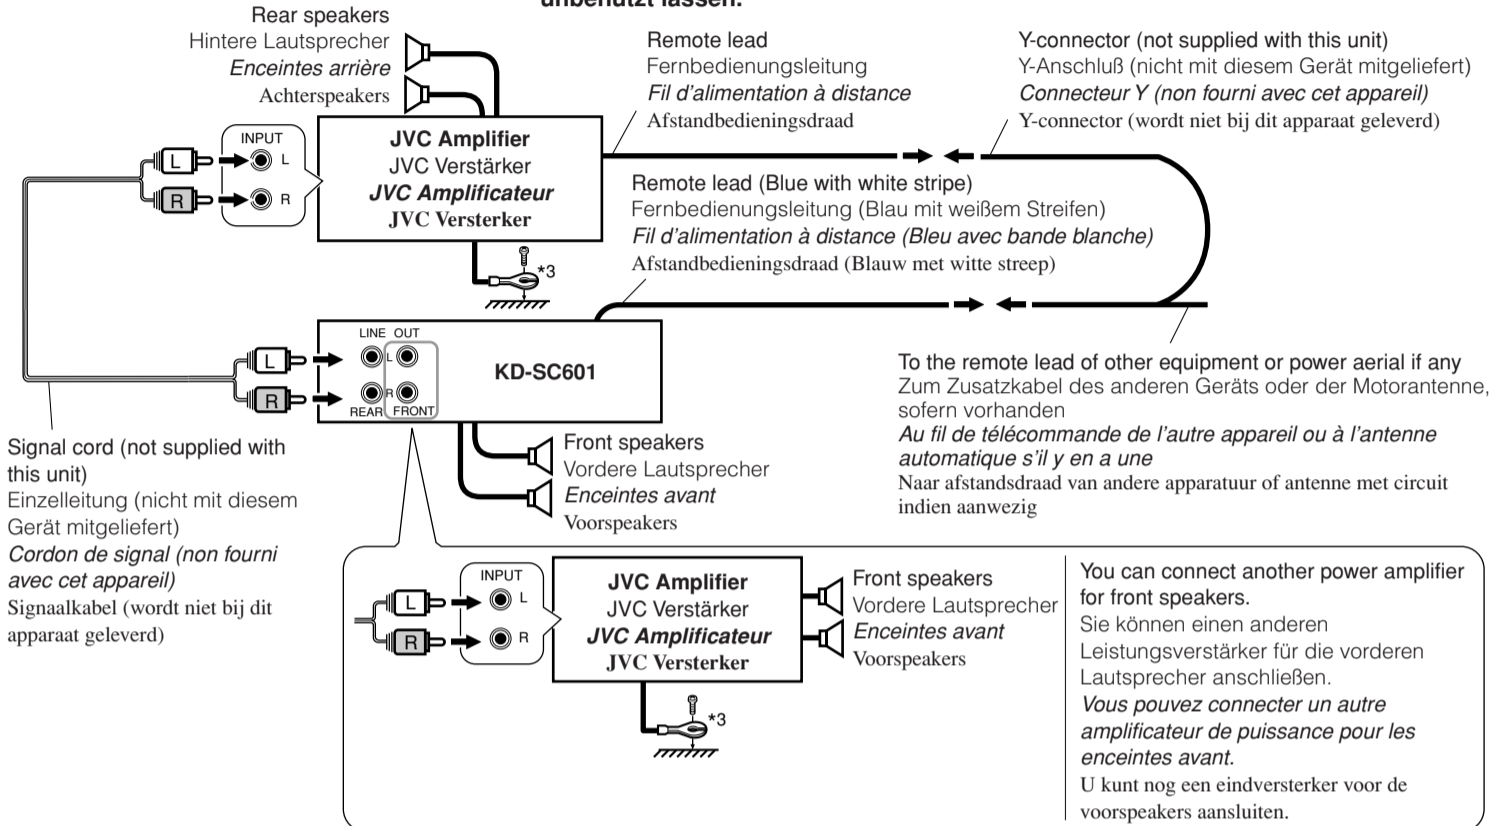 unbenutzt lassen.
Rear speakers
Hintere Lautsprecher
Enceintes arrière
Achterspeakers
Remote lead
Fernbedienungsleitung
Fil d'alimentation à distance
Afstandbedieningsdraad
Y-connector (not supplied with this unit)
Y-Anschluß (nicht mit diesem Gerät mitgeliefert)
Connecteur Y (non fourni avec cet appareil)
Y-connector (wordt niet bij dit apparaat geleverd)
INPUT
L
L
R
R
JVC Amplifier
JVC Verstärker
JVC Amplificateur
JVC Versterker
*3
Remote lead (Blue with white stripe)
Fernbedienungsleitung (Blau mit weißem Streifen)
Fil d'alimentation à distance (Bleu avec bande blanche)
Afstandbedieningsdraad (Blauw met witte streep)
LINE OUT
L
L
R
R
REAR FRONT
KD-SC601
To the remote lead of other equipment or power aerial if any
Zum Zusatzkabel des anderen Geräts oder der Motorantenne,
sofern vorhanden
Au fil de télécommande de l'autre appareil ou à l'antenne
automatique s'il y en a une
Naar afstandsdraad van andere apparatuur of antenne met circuit
indien aanwezig
Signal cord (not supplied with
this unit)
Einzelleitung (nicht mit diesem
Gerät mitgeliefert)
Cordon de signal (non fourni
avec cet appareil)
Signaalkabel (wordt niet bij dit
apparaat geleverd)
Front speakers
Vordere Lautsprecher
Enceintes avant
Voorspeakers
INPUT
L
L
R
R
JVC Amplifier
JVC Verstärker
JVC Amplificateur
JVC Versterker
*3
Front speakers
Vordere Lautsprecher
Enceintes avant
Voorspeakers
You can connect another power amplifier
for front speakers.
Sie können einen anderen
Leistungsverstärker für die vorderen
Lautsprecher anschließen.
Vous pouvez connecter un autre
amplificateur de puissance pour les
enceintes avant.
U kunt nog een eindversterker voor de
voorspeakers aansluiten.